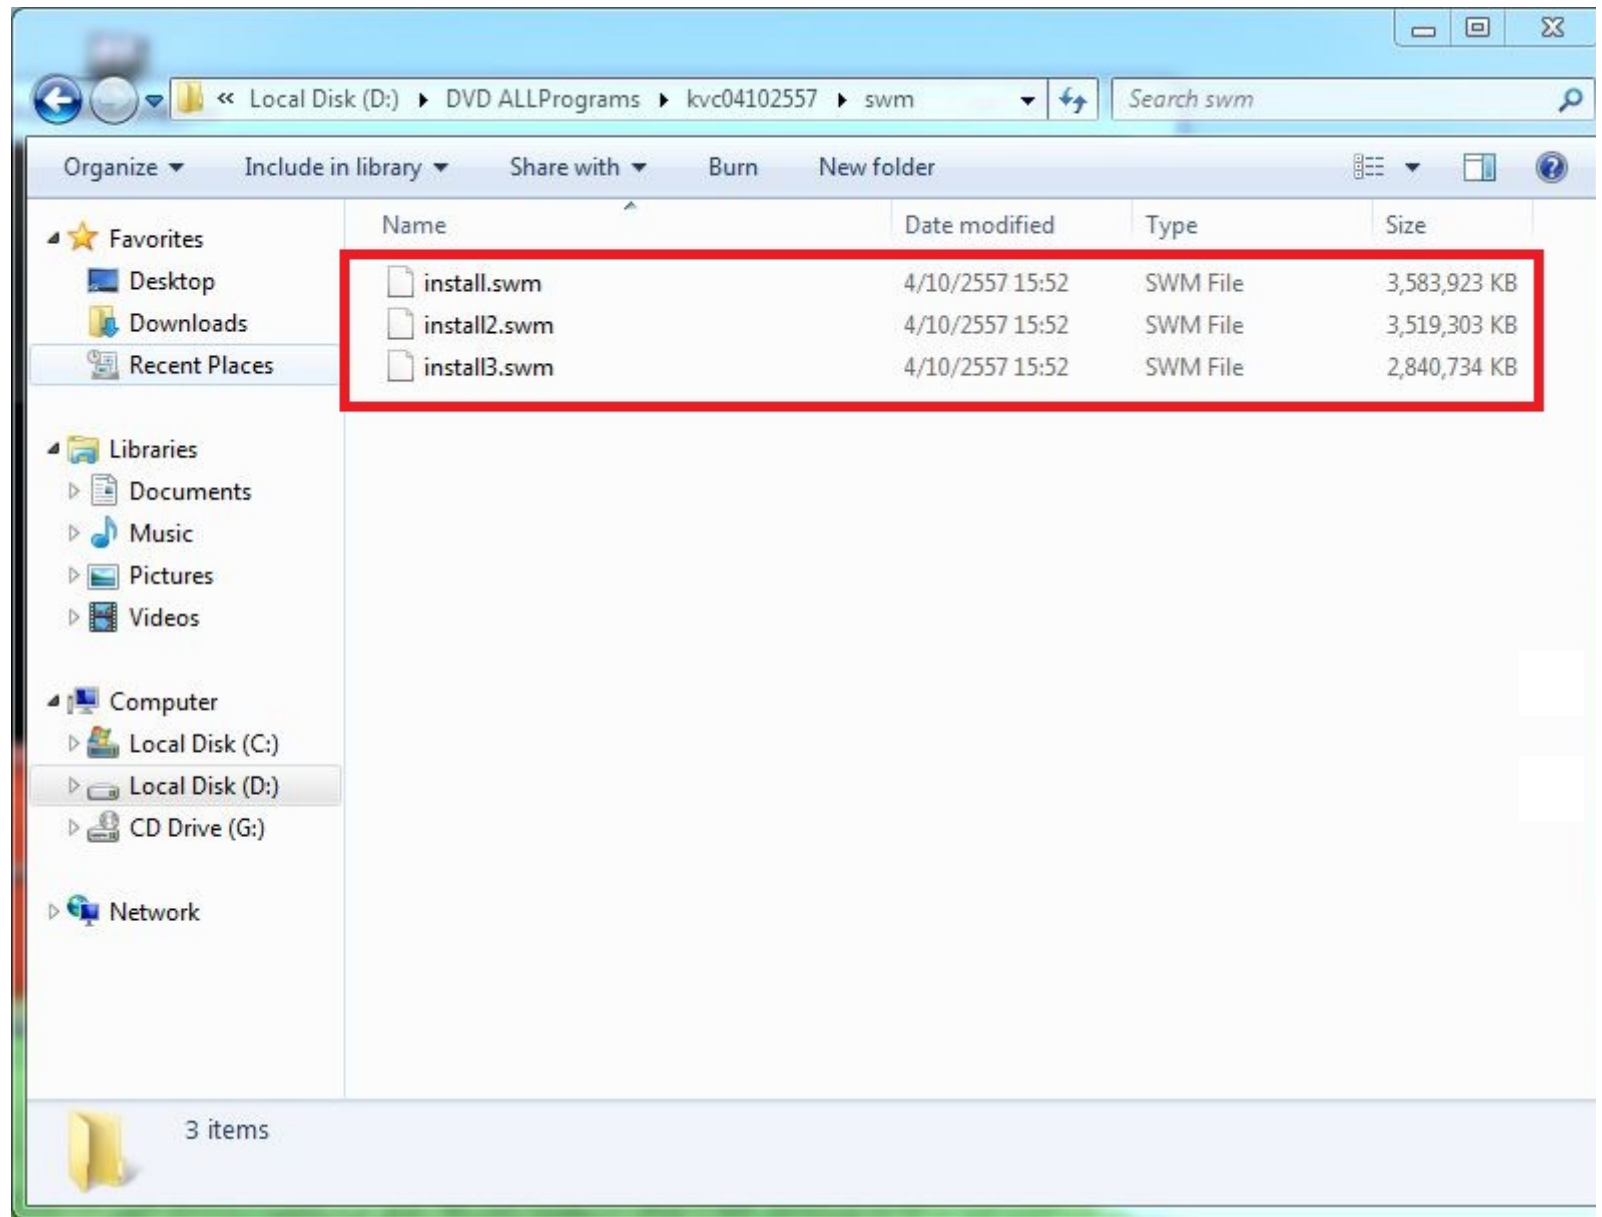 « Local Disk (D:) DVD ALLPrograms kvc04102557 swm Search swm
Organize Include in library Share with Burn New folder
Name Date modified Type Size
Favorites
Desktop
Downloads
Recent Places
install.swm 4/10/2557 15:52 SWM File 3,583,923 KB
install2.swm 4/10/2557 15:52 SWM File 3,519,303 KB
install3.swm 4/10/2557 15:52 SWM File 2,840,734 KB
Libraries
Documents
Music
Pictures
Videos
Computer
Local Disk (C:)
Local Disk (D:)
CD Drive (G:)
Network
3 items